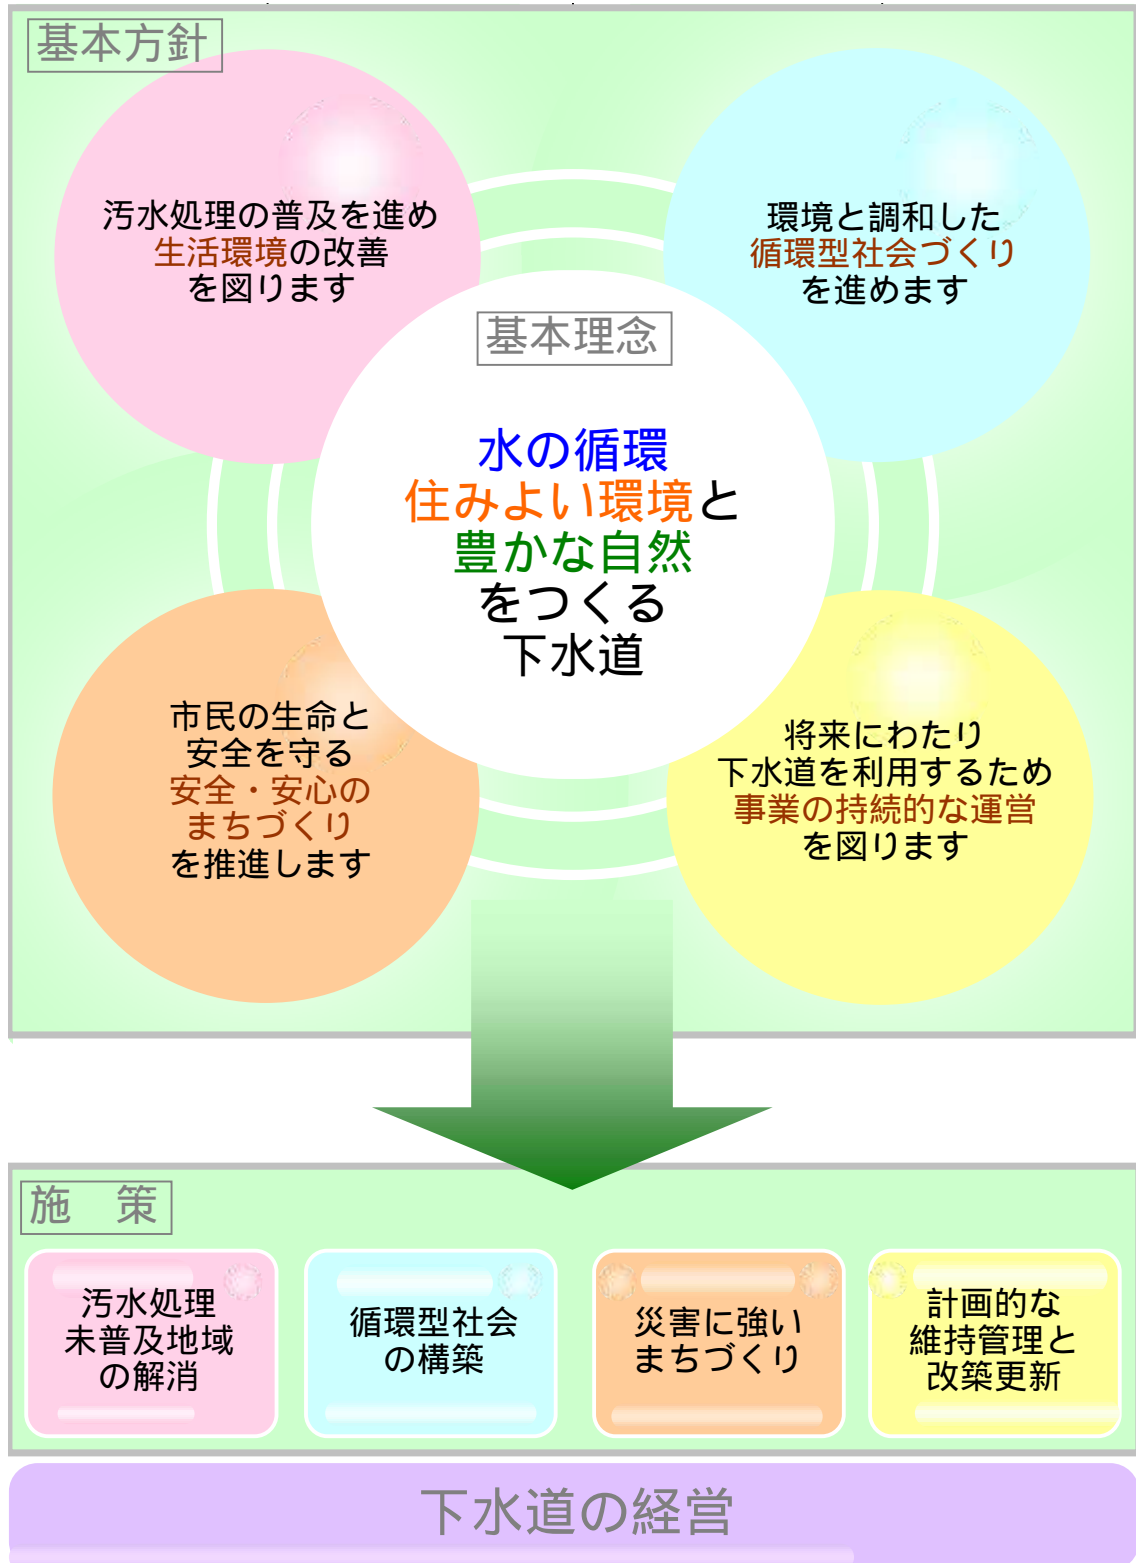 基本方針
汚水処理の普及を進め
生活環境の改善
を図ります
環境と調和した
循環型社会づくり
を進めます
基本理念
水の循環
住みよい環境と
豊かな自然
をつくる
下水道
市民の生命と
安全を守る
安全・安心の
まちづくり
を推進します
将来にわたり
下水道を利用するため
事業の持続的な運営
を図ります
施　策
汚水処理
未普及地域
の解消
循環型社会
の構築
災害に強い
まちづくり
計画的な
維持管理と
改築更新
下水道の経営